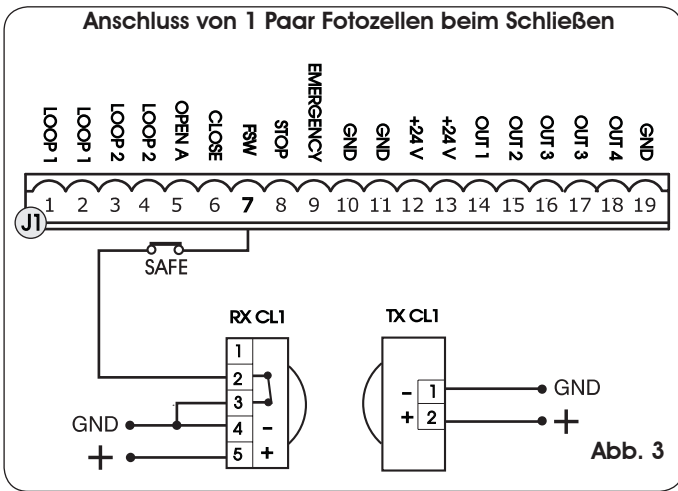 Anschluss von 1 Paar Fotozellen beim Schließen
LOOP 1 LOOP 1 LOOP 2 LOOP 2 OPEN A CLOSE FSW STOP EMERGENCY GND GND +24 V +24 V OUT 1 OUT 2 OUT 3 OUT 3 OUT 4 GND
1 2 3 4 5 6 7 8 9 10 11 12 13 14 15 16 17 18 19
J1
SAFE
RX CL1
1
2
3
4 -
5 +
GND
+
TX CL1
- 1
+ 2
GND
+
Abb. 3